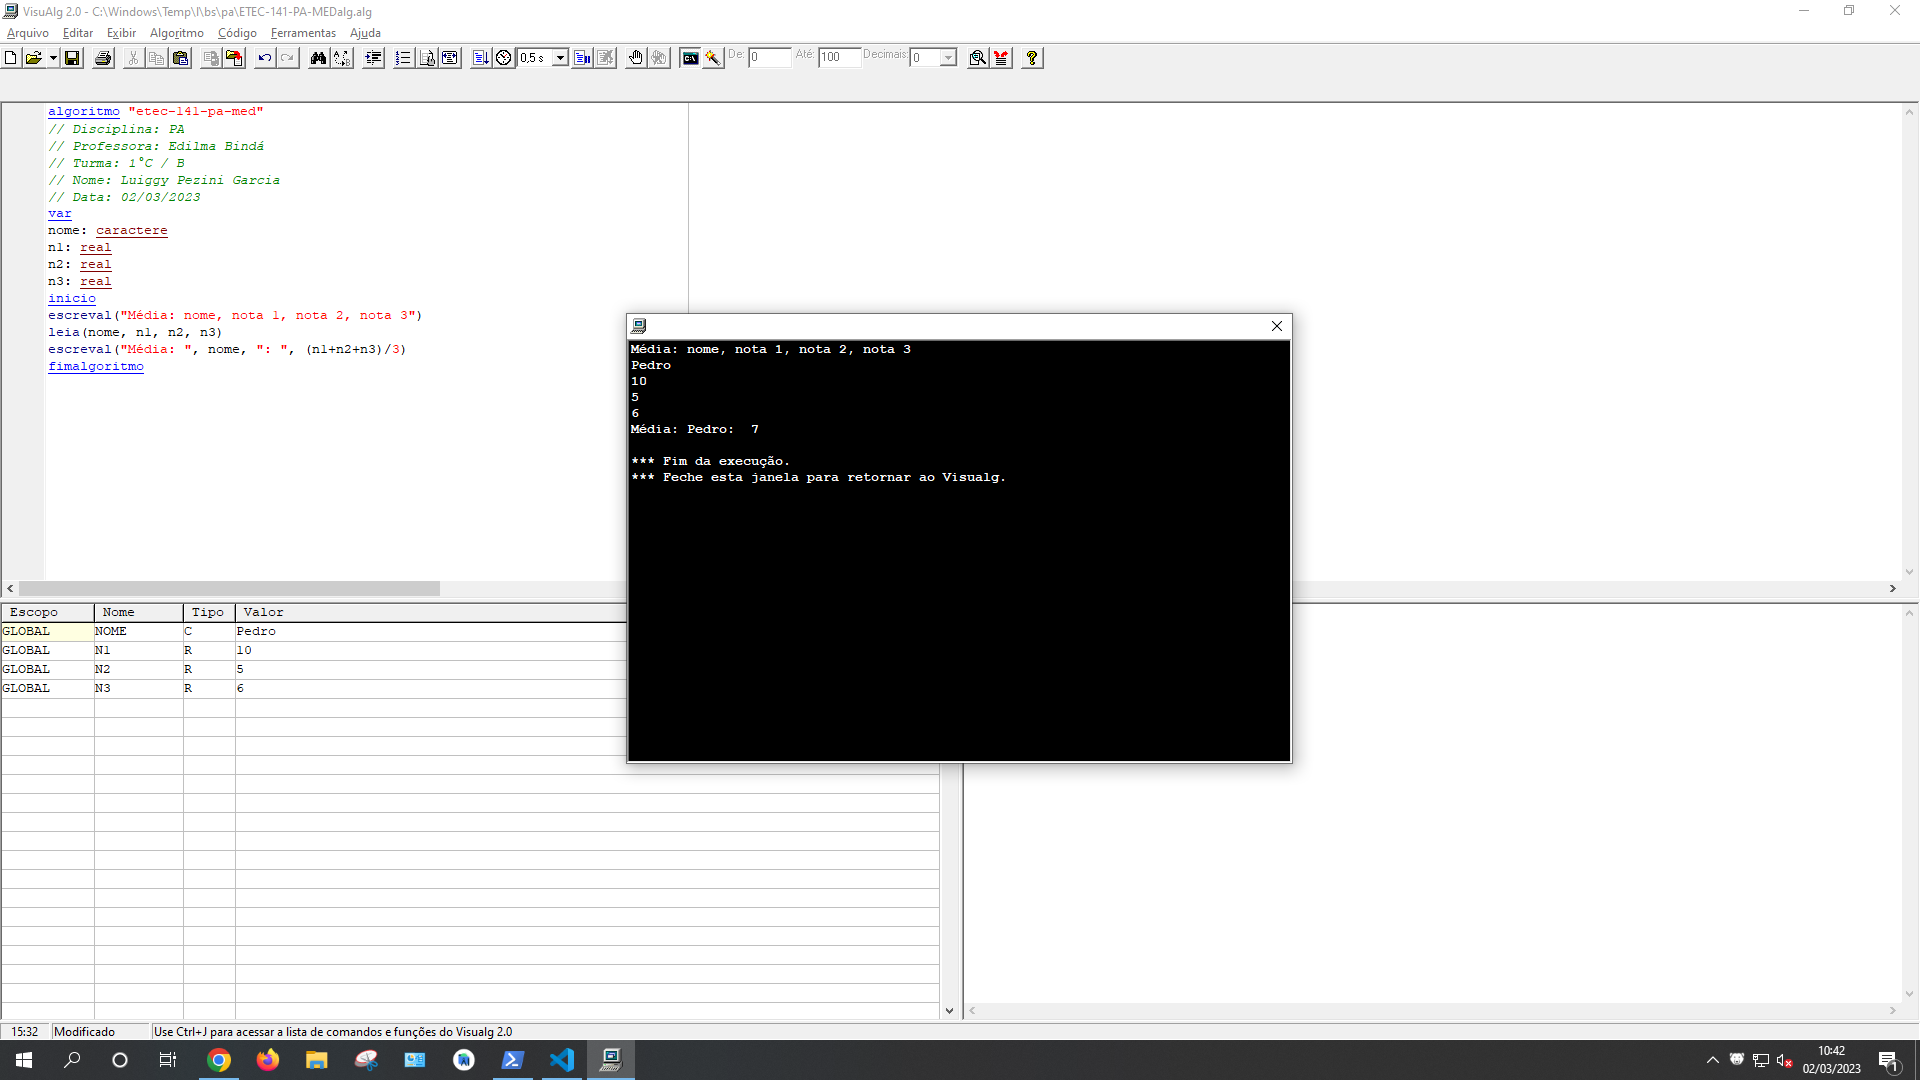 VisuAlg 2.0 - C:\Windows\Temp\l\bs\pa\ETEC-141-PA-MEDalg.alg
Arquivo Editar Exibir Algoritmo Código Ferramentas Ajuda
0,5 s De: 0 Até: 100 Decimais: 0
algoritmo "etec-141-pa-med"
// Disciplina: PA
// Professora: Edilma Bindá
// Turma: 1°C / B
// Nome: Luiggy Pezini Garcia
// Data: 02/03/2023
var
nome: caractere
n1: real
n2: real
n3: real
inicio
escreval("Média: nome, nota 1, nota 2, nota 3")
leia(nome, n1, n2, n3)
escreval("Média: ", nome, ": ", (n1+n2+n3)/3)
fimalgoritmo
Média: nome, nota 1, nota 2, nota 3
Pedro
10
5
6
Média: Pedro:  7
*** Fim da execução.
*** Feche esta janela para retornar ao Visualg.
Escopo Nome Tipo Valor
GLOBAL NOME C Pedro
GLOBAL N1 R 10
GLOBAL N2 R 5
GLOBAL N3 R 6
15:32 Modificado Use Ctrl+J para acessar a lista de comandos e funções do Visualg 2.0
10:42
02/03/2023
1